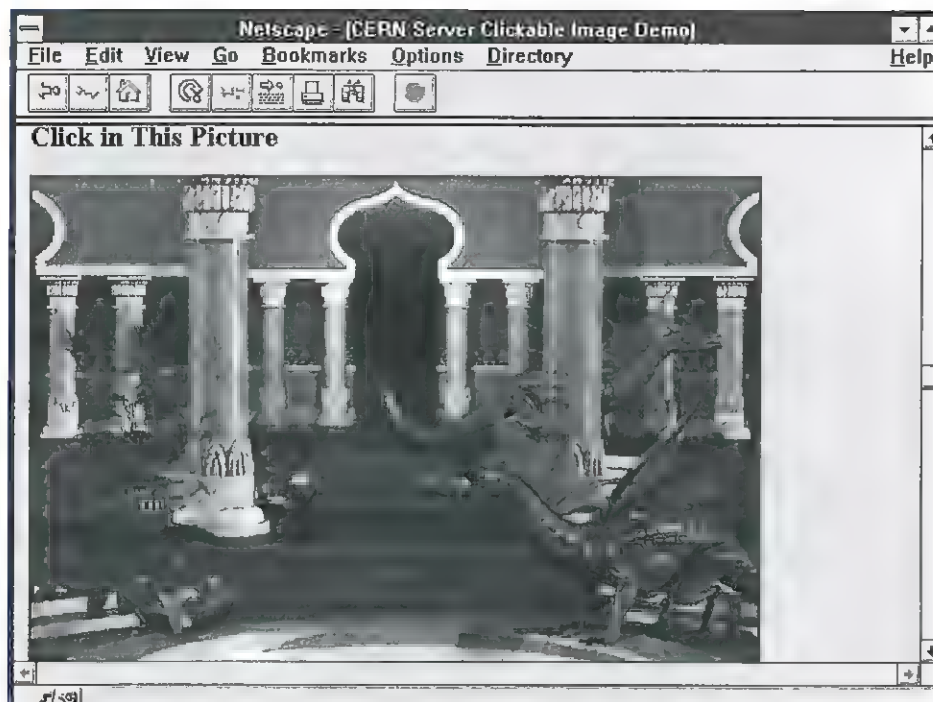 Netscape - [CERN Server Clickable Image Demo]
File Edit View Go Bookmarks Options Directory Help
Click in This Picture